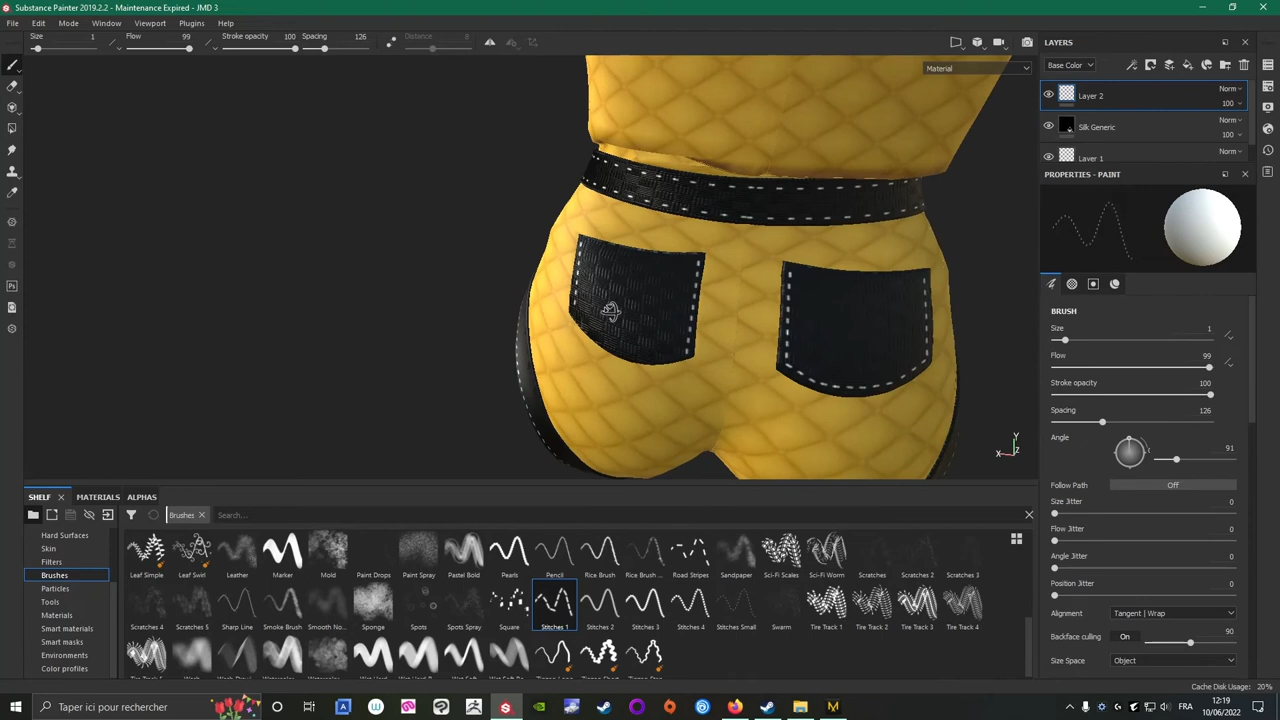 Substance Painter 2019.2.2 - Maintenance Expired - JMD 3
File Edit Mode Window Viewport Plugins Help
Size 1 Flow 99 Stroke opacity 100 Spacing 126 Distance 8
Material
LAYERS
Base Color
Layer 2 Norm 100
Silk Generic Norm 100
Layer 1 Norm
PROPERTIES - PAINT
BRUSH
Size 1
Flow 99
Stroke opacity 100
Spacing 126
Angle 91
Follow Path Off
Size Jitter 0
Flow Jitter 0
Angle Jitter 0
Position Jitter 0
Alignment Tangent | Wrap
Backface culling On 90
Size Space Object
Y
X Z
SHELF MATERIALS ALPHAS
Brushes Search...
Hard Surfaces
Skin
Filters
Brushes
Particles
Tools
Materials
Smart materials
Smart masks
Environments
Color profiles
Leaf Simple Leaf Swirl Leather Marker Mold Paint Drops Paint Spray Pastel Bold Pearls Pencil Rice Brush Rice Brush ... Road Stripes Sandpaper Sci-Fi Scales Sci-Fi Worm Scratches Scratches 2 Scratches 3
Scratches 4 Scratches 5 Sharp Line Smoke Brush Smooth No... Sponge Spots Spots Spray Square Stitches 1 Stitches 2 Stitches 3 Stitches 4 Stitches Small Swarm Tire Track 1 Tire Track 2 Tire Track 3 Tire Track 4
Cache Disk Usage: 20%
Taper ici pour rechercher
FRA
12:19
10/06/2022